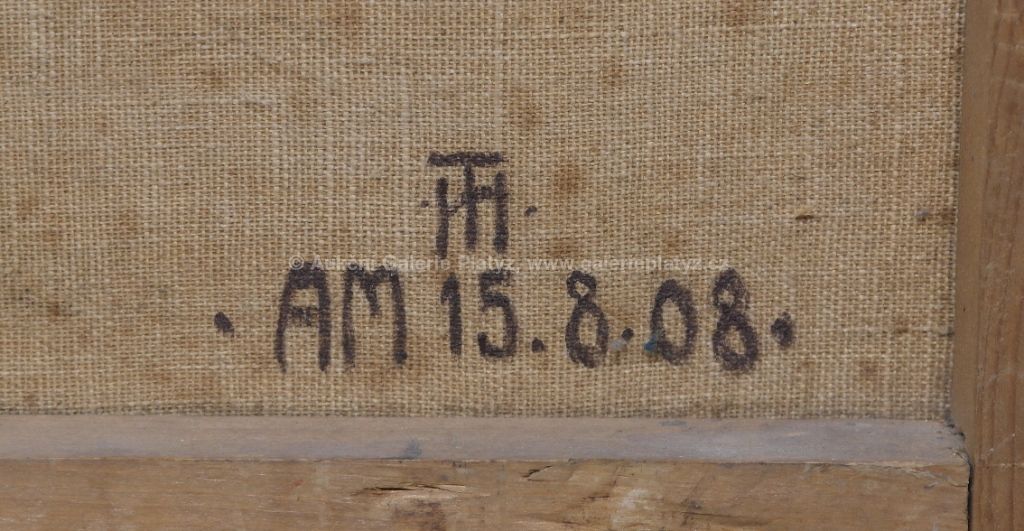 ·TH·
© Aukční Galerie Platýz, www.galerieplatyz.cz
· AM 15.8.08·